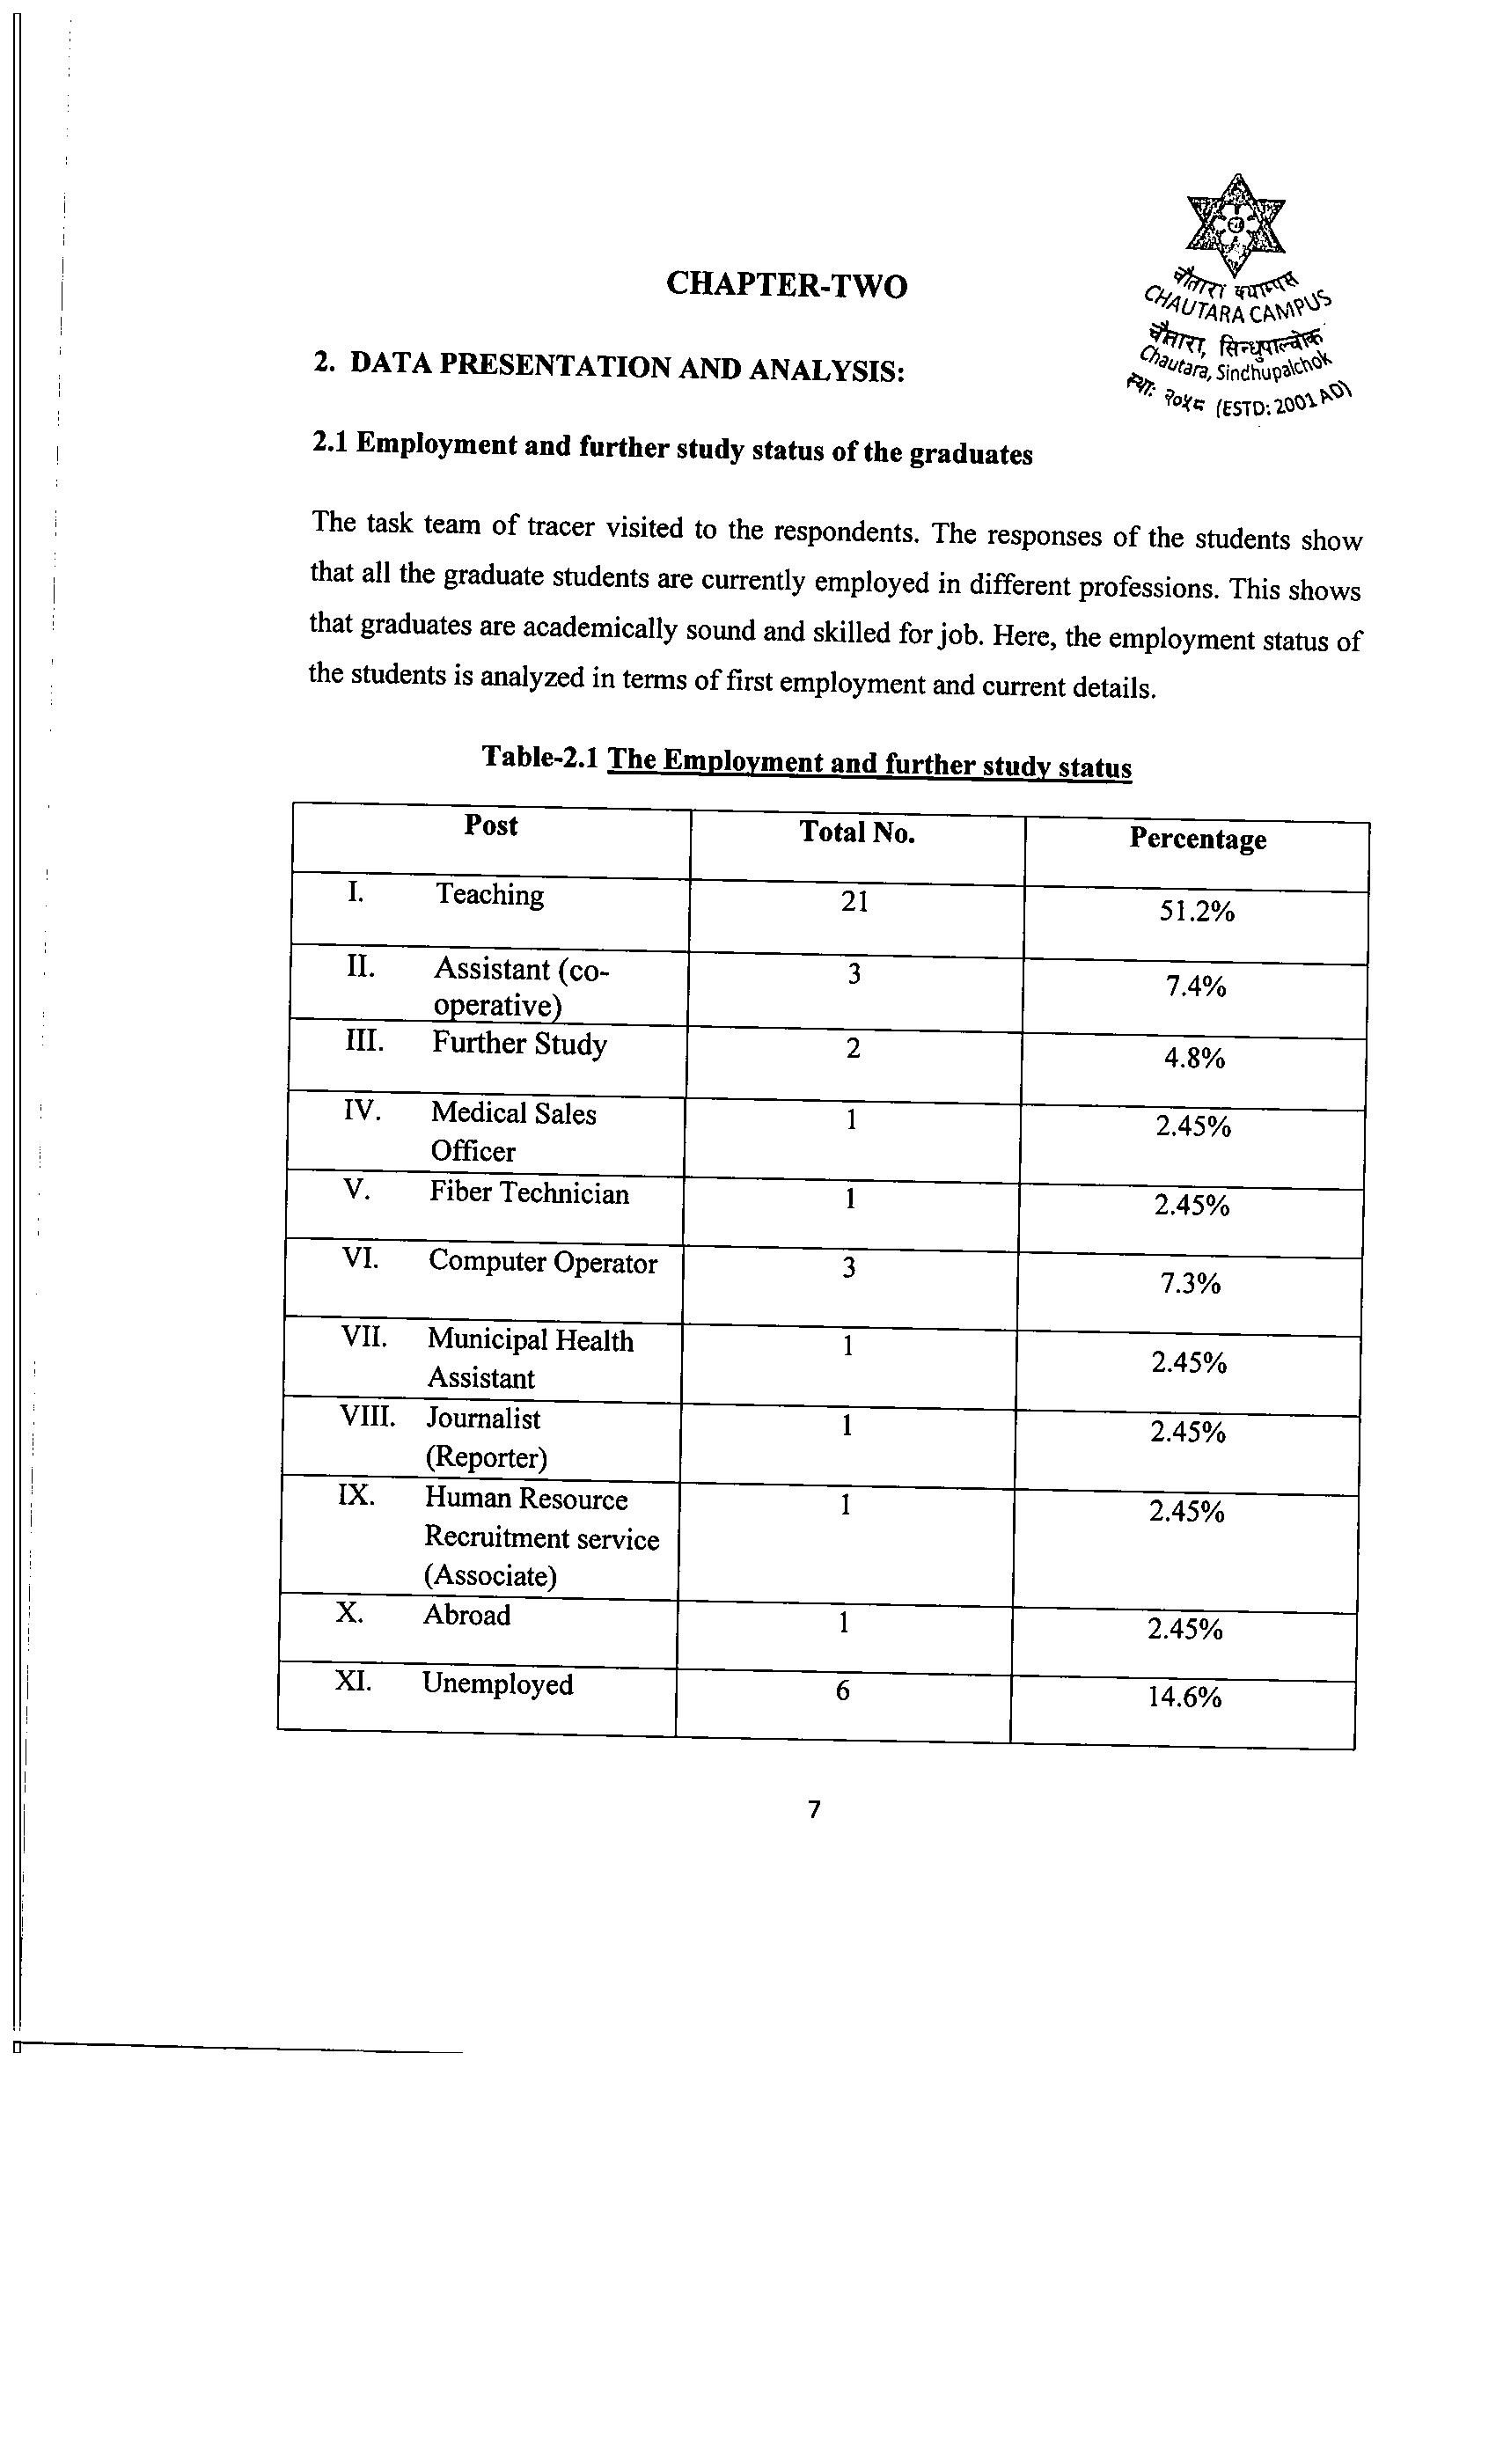 चौतारा क्याम्पस
CHAUTARA CAMPUS
चौतारा, सिन्धुपाल्चोक
Chautara, Sindhupalchok
स्था: २०५८ (ESTD: 2001 AD)
CHAPTER-TWO
2. DATA PRESENTATION AND ANALYSIS:
2.1 Employment and further study status of the graduates
The task team of tracer visited to the respondents. The responses of the students show
that all the graduate students are currently employed in different professions. This shows
that graduates are academically sound and skilled for job. Here, the employment status of
the students is analyzed in terms of first employment and current details.
Table-2.1 The Employment and further study status
Post Total No. Percentage
I. Teaching 21 51.2%
II. Assistant (co-
operative) 3 7.4%
III. Further Study 2 4.8%
IV. Medical Sales
Officer 1 2.45%
V. Fiber Technician 1 2.45%
VI. Computer Operator 3 7.3%
VII. Municipal Health
Assistant 1 2.45%
VIII. Journalist
(Reporter) 1 2.45%
IX. Human Resource
Recruitment service
(Associate) 1 2.45%
X. Abroad 1 2.45%
XI. Unemployed 6 14.6%
7